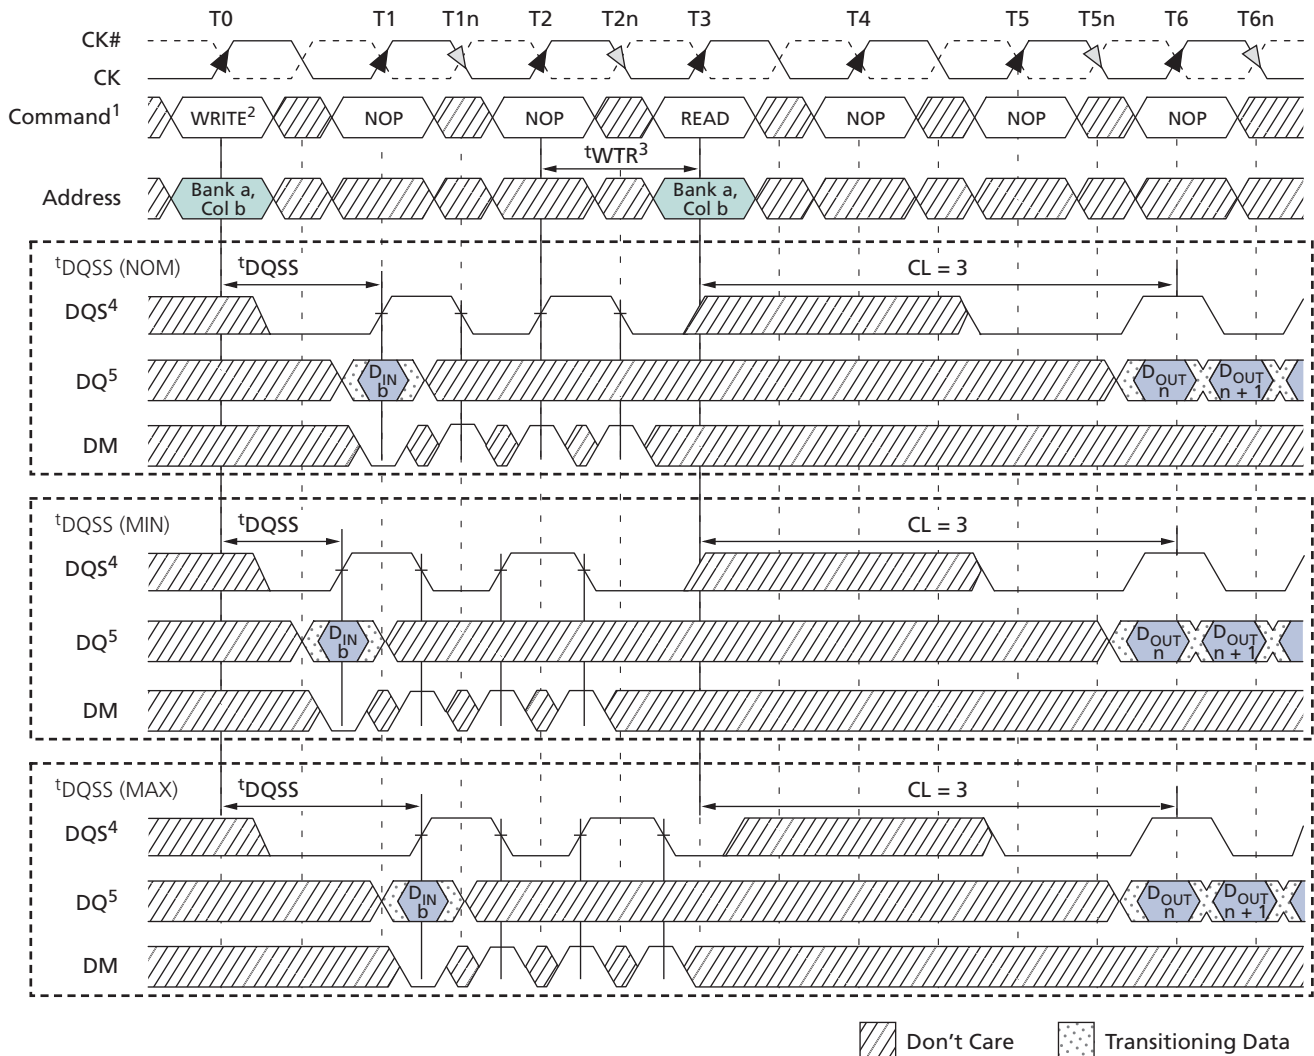 T0 T1 T1n T2 T2n T3 T4 T5 T5n T6 T6n
CK#
CK
Command1 WRITE2 NOP NOP READ NOP NOP NOP
tWTR3
Address Bank a, Col b Bank a, Col b
tDQSS (NOM) tDQSS CL = 3
DQS4
DQ5 DIN b DOUT n DOUT n + 1
DM
tDQSS (MIN) tDQSS CL = 3
DQS4
DQ5 DIN b DOUT n DOUT n + 1
DM
tDQSS (MAX) tDQSS CL = 3
DQS4
DQ5 DIN b DOUT n DOUT n + 1
DM
Don't Care Transitioning Data